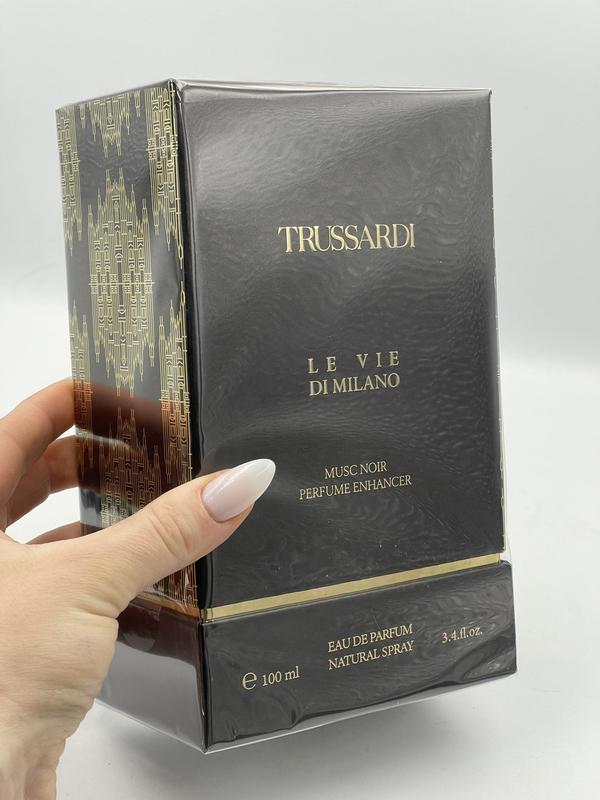 TRUSSARDI
LE VIE
DI MILANO
MUSC NOIR
PERFUME ENHANCER
EAU DE PARFUM
NATURAL SPRAY
℮ 100 ml
3.4.fl.oz.